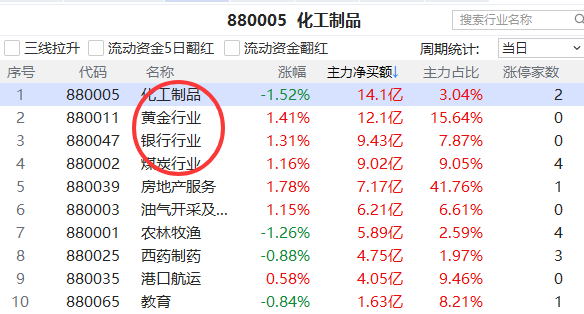 880005 化工制品
搜索行业名称
三线拉升 流动资金5日翻红 流动资金翻红 周期统计: 当日
序号 代码 名称 涨幅 主力净买额↓ 主力占比 涨停家数
1 880005 化工制品 -1.52% 14.1亿 3.04% 2
2 880011 黄金行业 1.41% 12.1亿 15.64% 0
3 880047 银行行业 1.31% 9.43亿 7.87% 0
4 880002 煤炭行业 1.16% 9.02亿 9.05% 4
5 880039 房地产服务 1.78% 7.17亿 41.76% 1
6 880003 油气开采及... 1.15% 6.21亿 6.61% 0
7 880001 农林牧渔 -1.26% 5.89亿 2.59% 4
8 880025 西药制药 -0.88% 4.75亿 1.97% 3
9 880035 港口航运 0.58% 4.05亿 9.46% 0
10 880065 教育 -0.84% 1.63亿 8.21% 1